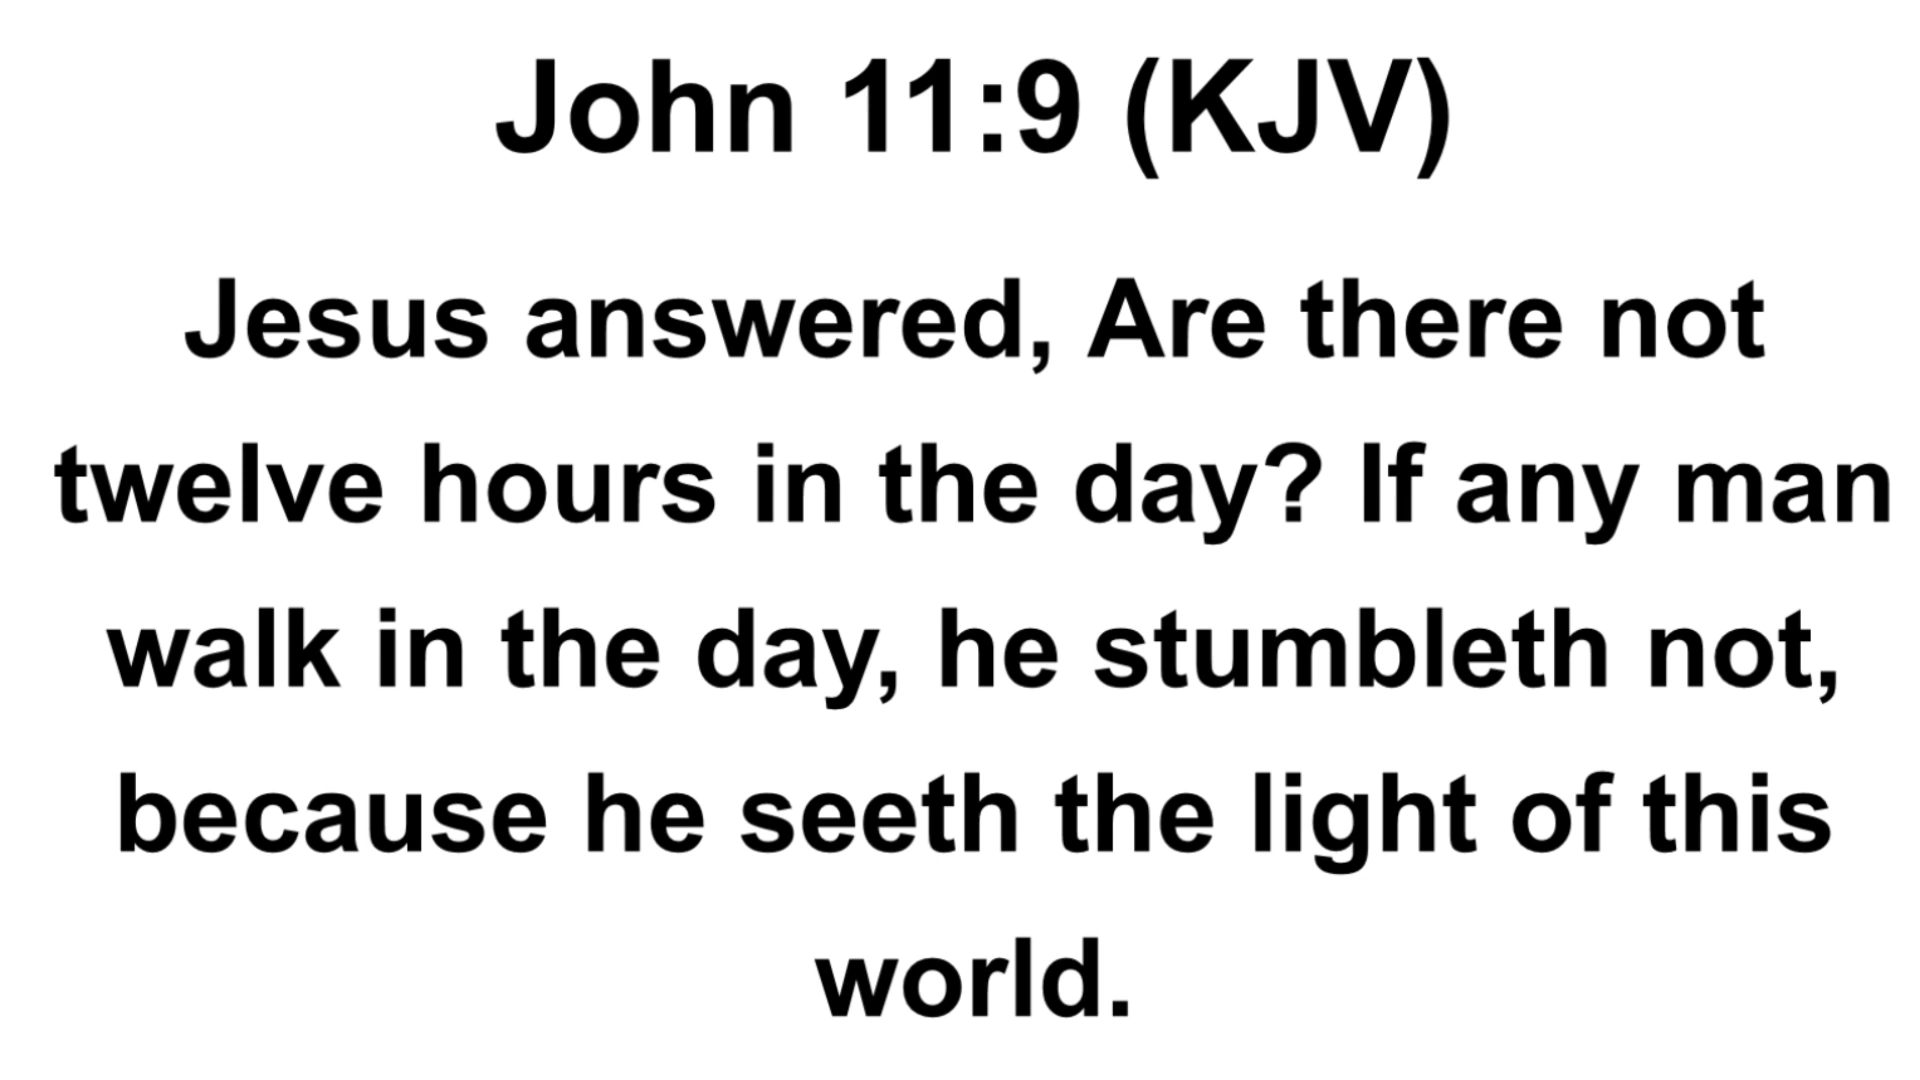 John 11:9 (KJV)
Jesus answered, Are there not
twelve hours in the day? If any man
walk in the day, he stumbleth not,
because he seeth the light of this
world.